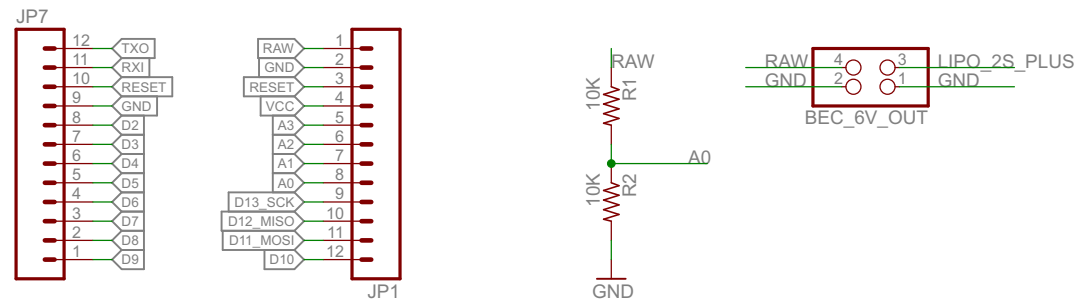 JP7
12 TXO
11 RXI
10 RESET
9 GND
8 D2
7 D3
6 D4
5 D5
4 D6
3 D7
2 D8
1 D9
RAW 1
GND 2
RESET 3
VCC 4
A3 5
A2 6
A1 7
A0 8
D13_SCK 9
D12_MISO 10
D11_MOSI 11
D10 12
JP1
RAW
10K R1
A0
10K R2
GND
RAW 4 3 LIPO_2S_PLUS
GND 2 1 GND
BEC_6V_OUT